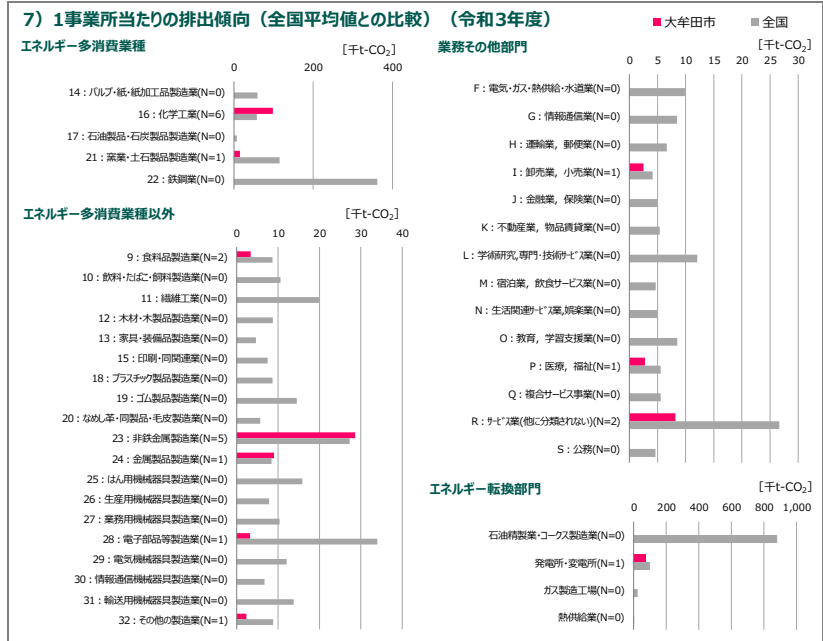 7）1事業所当たりの排出傾向（全国平均値との比較）（令和3年度）
■大牟田市 ■全国
エネルギー多消費業種
[千t-CO₂]
0 200 400
14：パルプ・紙・紙加工品製造業(N=0)
16：化学工業(N=6)
17：石油製品・石炭製品製造業(N=0)
21：窯業・土石製品製造業(N=1)
22：鉄鋼業(N=0)
エネルギー多消費業種以外
[千t-CO₂]
0 10 20 30 40
9：食料品製造業(N=2)
10：飲料・たばこ・飼料製造業(N=0)
11：繊維工業(N=0)
12：木材・木製品製造業(N=0)
13：家具・装備品製造業(N=0)
15：印刷・同関連業(N=0)
18：プラスチック製品製造業(N=0)
19：ゴム製品製造業(N=0)
20：なめし革・同製品・毛皮製造業(N=0)
23：非鉄金属製造業(N=5)
24：金属製品製造業(N=1)
25：はん用機械器具製造業(N=0)
26：生産用機械器具製造業(N=0)
27：業務用機械器具製造業(N=0)
28：電子部品等製造業(N=1)
29：電気機械器具製造業(N=0)
30：情報通信機械器具製造業(N=0)
31：輸送用機械器具製造業(N=0)
32：その他の製造業(N=1)
業務その他部門
[千t-CO₂]
0 5 10 15 20 25 30
F：電気・ガス・熱供給・水道業(N=0)
G：情報通信業(N=0)
H：運輸業，郵便業(N=0)
I：卸売業，小売業(N=1)
J：金融業，保険業(N=0)
K：不動産業，物品賃貸業(N=0)
L：学術研究,専門・技術サービス業(N=0)
M：宿泊業，飲食サービス業(N=0)
N：生活関連サービス業,娯楽業(N=0)
O：教育，学習支援業(N=0)
P：医療，福祉(N=1)
Q：複合サービス事業(N=0)
R：サービス業(他に分類されない)(N=2)
S：公務(N=0)
エネルギー転換部門
[千t-CO₂]
0 200 400 600 800 1,000
石油精製業・コークス製造業(N=0)
発電所・変電所(N=1)
ガス製造工場(N=0)
熱供給業(N=0)